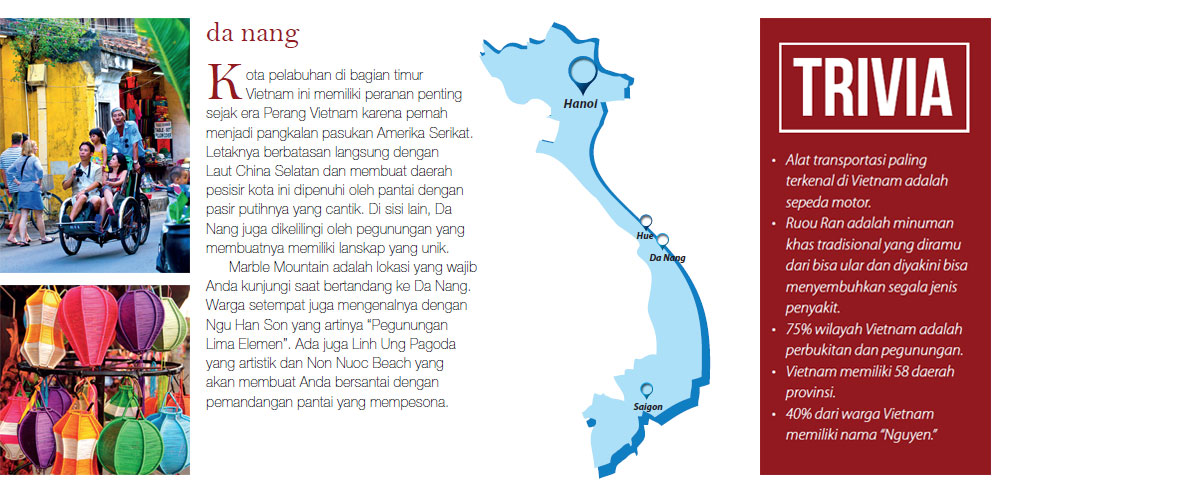 da nang
Kota pelabuhan di bagian timur
Vietnam ini memiliki peranan penting
sejak era Perang Vietnam karena pernah
menjadi pangkalan pasukan Amerika Serikat.
Letaknya berbatasan langsung dengan
Laut China Selatan dan membuat daerah
pesisir kota ini dipenuhi oleh pantai dengan
pasir putihnya yang cantik. Di sisi lain, Da
Nang juga dikelilingi oleh pegunungan yang
membuatnya memiliki lanskap yang unik.
Marble Mountain adalah lokasi yang wajib
Anda kunjungi saat bertandang ke Da Nang.
Warga setempat juga mengenalnya dengan
Ngu Han Son yang artinya “Pegunungan
Lima Elemen”. Ada juga Linh Ung Pagoda
yang artistik dan Non Nuoc Beach yang
akan membuat Anda bersantai dengan
pemandangan pantai yang mempesona.
Hanoi
Hue
Da Nang
Saigon
TRIVIA
• Alat transportasi paling
terkenal di Vietnam adalah
sepeda motor.
• Ruou Ran adalah minuman
khas tradisional yang diramu
dari bisa ular dan diyakini bisa
menyembuhkan segala jenis
penyakit.
• 75% wilayah Vietnam adalah
perbukitan dan pegunungan.
• Vietnam memiliki 58 daerah
provinsi.
• 40% dari warga Vietnam
memiliki nama “Nguyen.”